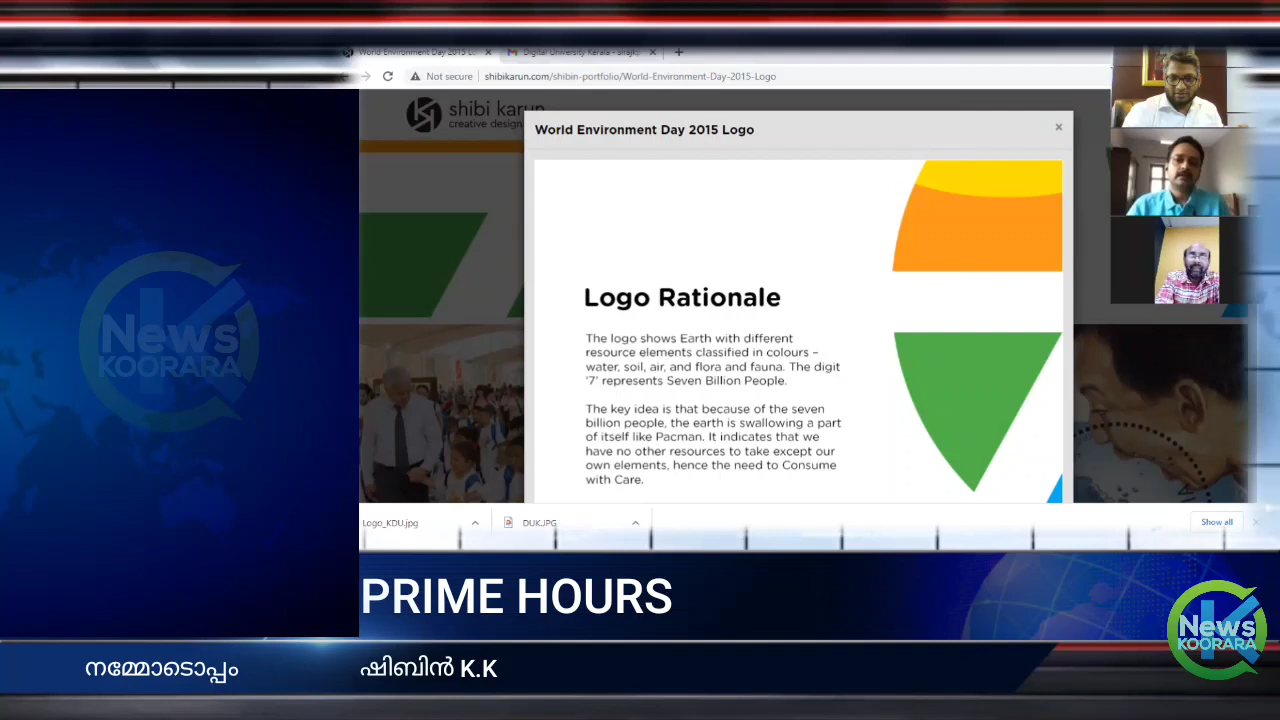 World Environment Day 2015 L
Digital University Kerala - sirajk
Not secure
shibikarun.com/shibin-portfolio/World-Environment-Day-2015-Logo
shibi karun
creative design
World Environment Day 2015 Logo
Logo Rationale
The logo shows Earth with different
resource elements classified in colours –
water, soil, air, and flora and fauna. The digit
'7' represents Seven Billion People.
The key idea is that because of the seven
billion people, the earth is swallowing a part
of itself like Pacman. It indicates that we
have no other resources to take except our
own elements, hence the need to Consume
with Care.
News
KOORARA
Logo_KDU.jpg
DUK.JPG
Show all
PRIME HOURS
നമ്മോടൊപ്പം
ഷിബിൻ K.K
News
KOORARA